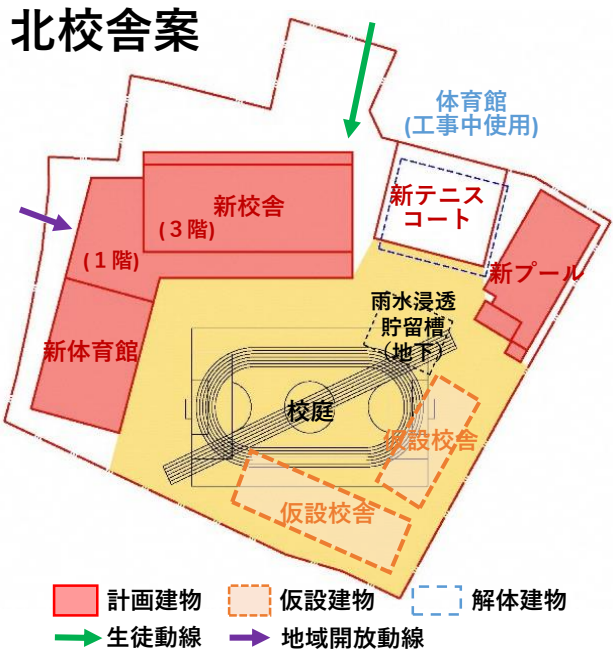 北校舎案
体育館
(工事中使用)
新校舎
(３階)
新テニス
コート
(１階)
新プール
雨水浸透
貯留槽
（地下）
新体育館
校庭
仮設校舎
仮設校舎
計画建物
仮設建物
解体建物
生徒動線
地域開放動線